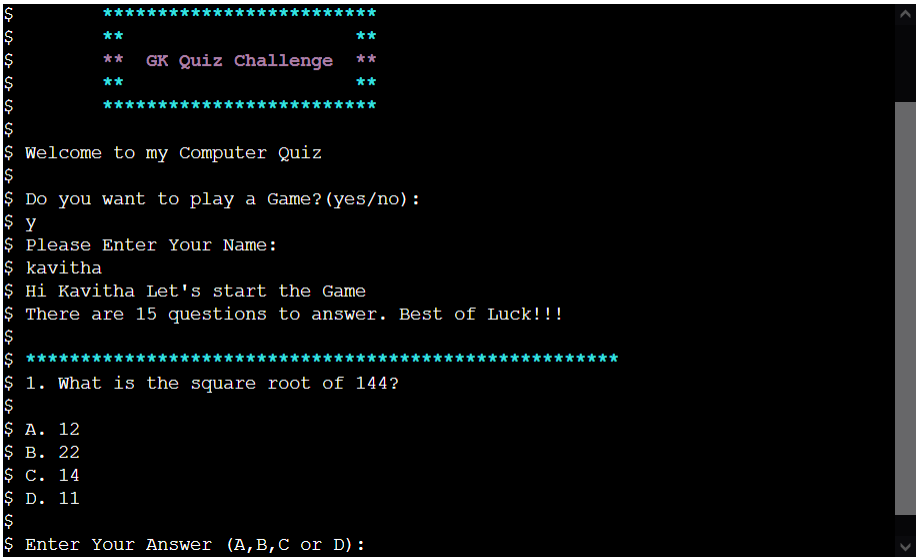 $       *************************
$       **                     **
$       **  GK Quiz Challenge  **
$       **                     **
$       *************************
$
$ Welcome to my Computer Quiz
$
$ Do you want to play a Game?(yes/no):
$ y
$ Please Enter Your Name:
$ kavitha
$ Hi Kavitha Let's start the Game
$ There are 15 questions to answer. Best of Luck!!!
$
$ ******************************************************
$ 1. What is the square root of 144?
$
$ A. 12
$ B. 22
$ C. 14
$ D. 11
$
$ Enter Your Answer (A,B,C or D):